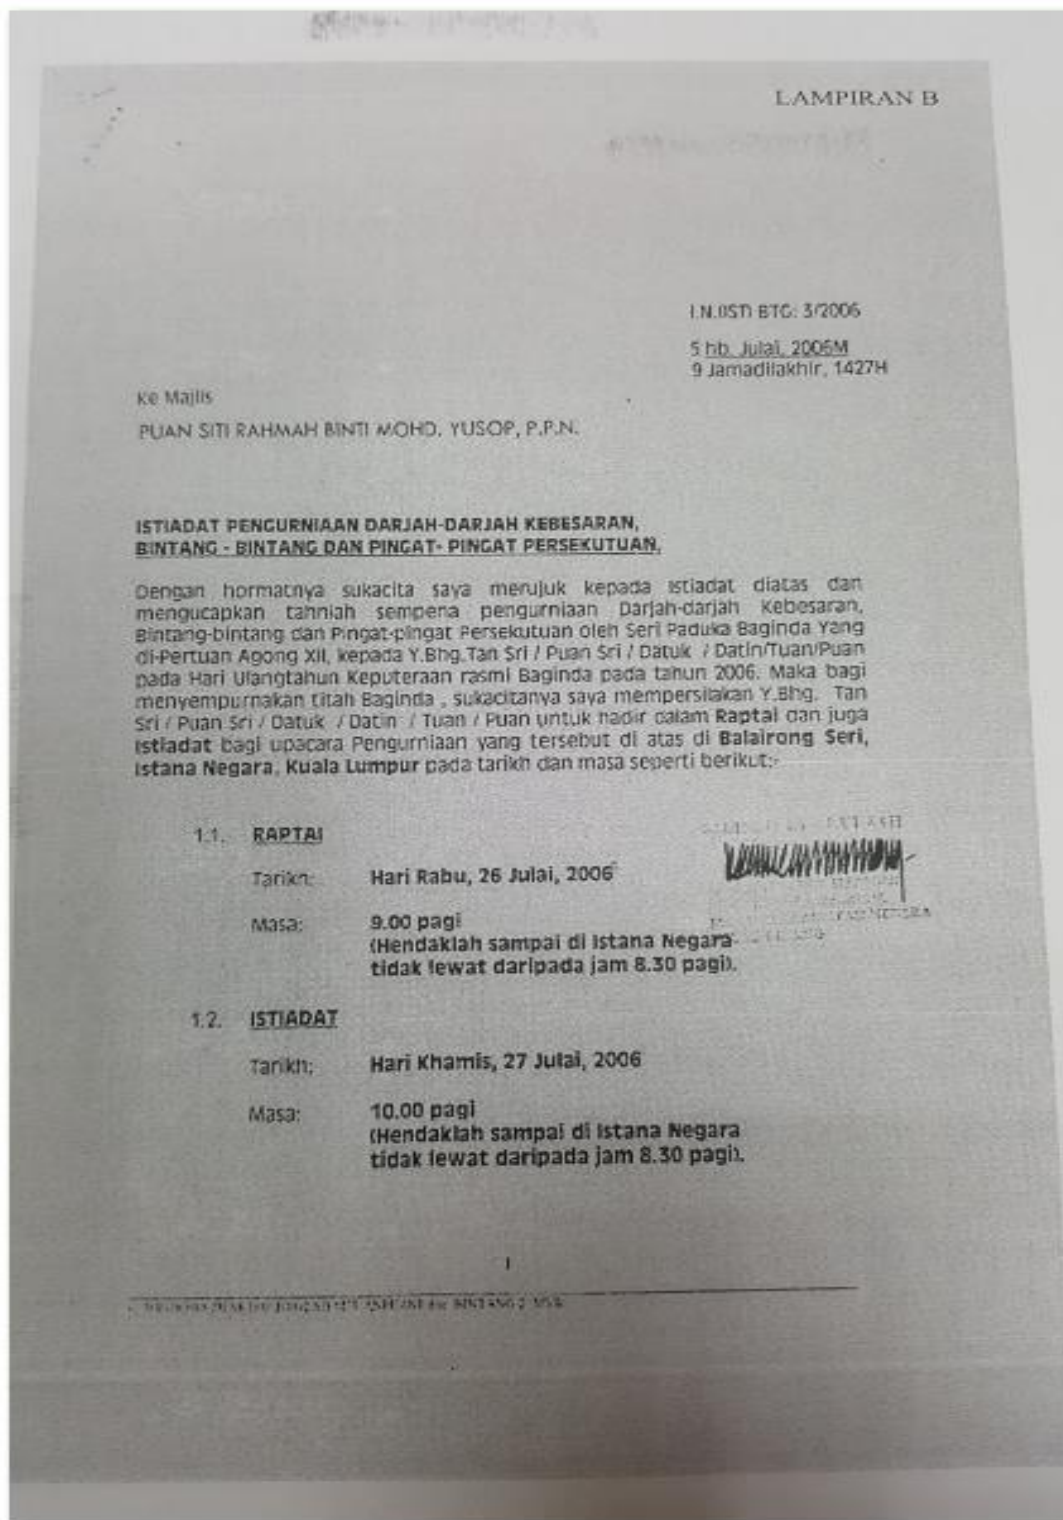 LAMPIRAN B
I.N.(ISTI) BTG: 3/2006
5 hb. Julai, 2006M
9 Jamadilakhir, 1427H
Ke Majlis
PUAN SITI RAHMAH BINTI MOHD. YUSOP, P.P.N.
ISTIADAT PENGURNIAAN DARJAH-DARJAH KEBESARAN,
BINTANG - BINTANG DAN PINGAT- PINGAT PERSEKUTUAN.
Dengan hormatnya sukacita saya merujuk kepada istiadat diatas dan
mengucapkan tahniah sempena pengurniaan Darjah-darjah Kebesaran,
Bintang-bintang dan Pingat-pingat Persekutuan oleh Seri Paduka Baginda Yang
di-Pertuan Agong XII, kepada Y.Bhg.Tan Sri / Puan Sri / Datuk / Datin/Tuan/Puan
pada Hari Ulangtahun Keputeraan rasmi Baginda pada tahun 2006. Maka bagi
menyempurnakan titah Baginda , sukacitanya saya mempersilakan Y.Bhg. Tan
Sri / Puan Sri / Datuk / Datin / Tuan / Puan untuk hadir dalam Raptai dan juga
Istiadat bagi upacara Pengurniaan yang tersebut di atas di Balairong Seri,
Istana Negara, Kuala Lumpur pada tarikh dan masa seperti berikut:-
1.1. RAPTAI
Tarikh: Hari Rabu, 26 Julai, 2006
Masa: 9.00 pagi
(Hendaklah sampai di Istana Negara
tidak lewat daripada jam 8.30 pagi).
1.2. ISTIADAT
Tarikh: Hari Khamis, 27 Julai, 2006
Masa: 10.00 pagi
(Hendaklah sampai di Istana Negara
tidak lewat daripada jam 8.30 pagi).
1